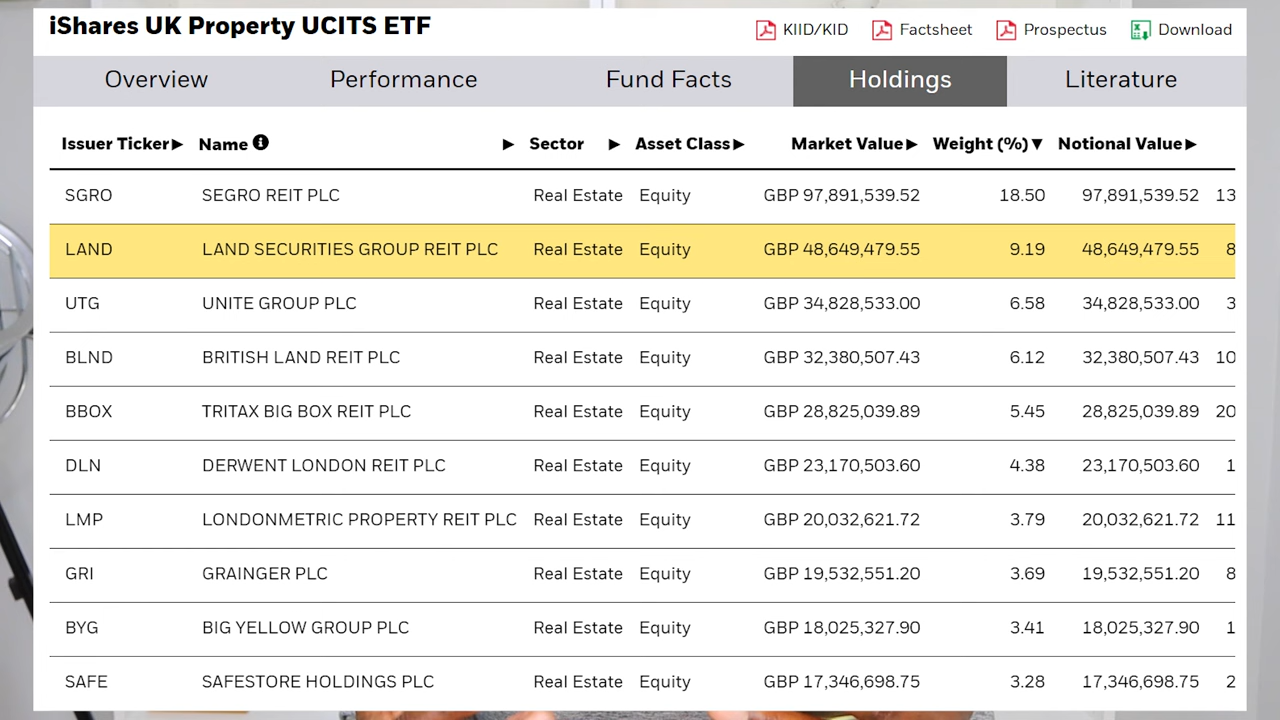 iShares UK Property UCITS ETF
KIID/KID Factsheet Prospectus Download
Overview Performance Fund Facts Holdings Literature
Issuer Ticker▶ Name ▶ Sector ▶ Asset Class▶ Market Value▶ Weight (%)▼ Notional Value▶
SGRO SEGRO REIT PLC Real Estate Equity GBP 97,891,539.52 18.50 97,891,539.52 13
LAND LAND SECURITIES GROUP REIT PLC Real Estate Equity GBP 48,649,479.55 9.19 48,649,479.55 8
UTG UNITE GROUP PLC Real Estate Equity GBP 34,828,533.00 6.58 34,828,533.00 3
BLND BRITISH LAND REIT PLC Real Estate Equity GBP 32,380,507.43 6.12 32,380,507.43 10
BBOX TRITAX BIG BOX REIT PLC Real Estate Equity GBP 28,825,039.89 5.45 28,825,039.89 20
DLN DERWENT LONDON REIT PLC Real Estate Equity GBP 23,170,503.60 4.38 23,170,503.60 1
LMP LONDONMETRIC PROPERTY REIT PLC Real Estate Equity GBP 20,032,621.72 3.79 20,032,621.72 11
GRI GRAINGER PLC Real Estate Equity GBP 19,532,551.20 3.69 19,532,551.20 8
BYG BIG YELLOW GROUP PLC Real Estate Equity GBP 18,025,327.90 3.41 18,025,327.90 1
SAFE SAFESTORE HOLDINGS PLC Real Estate Equity GBP 17,346,698.75 3.28 17,346,698.75 2